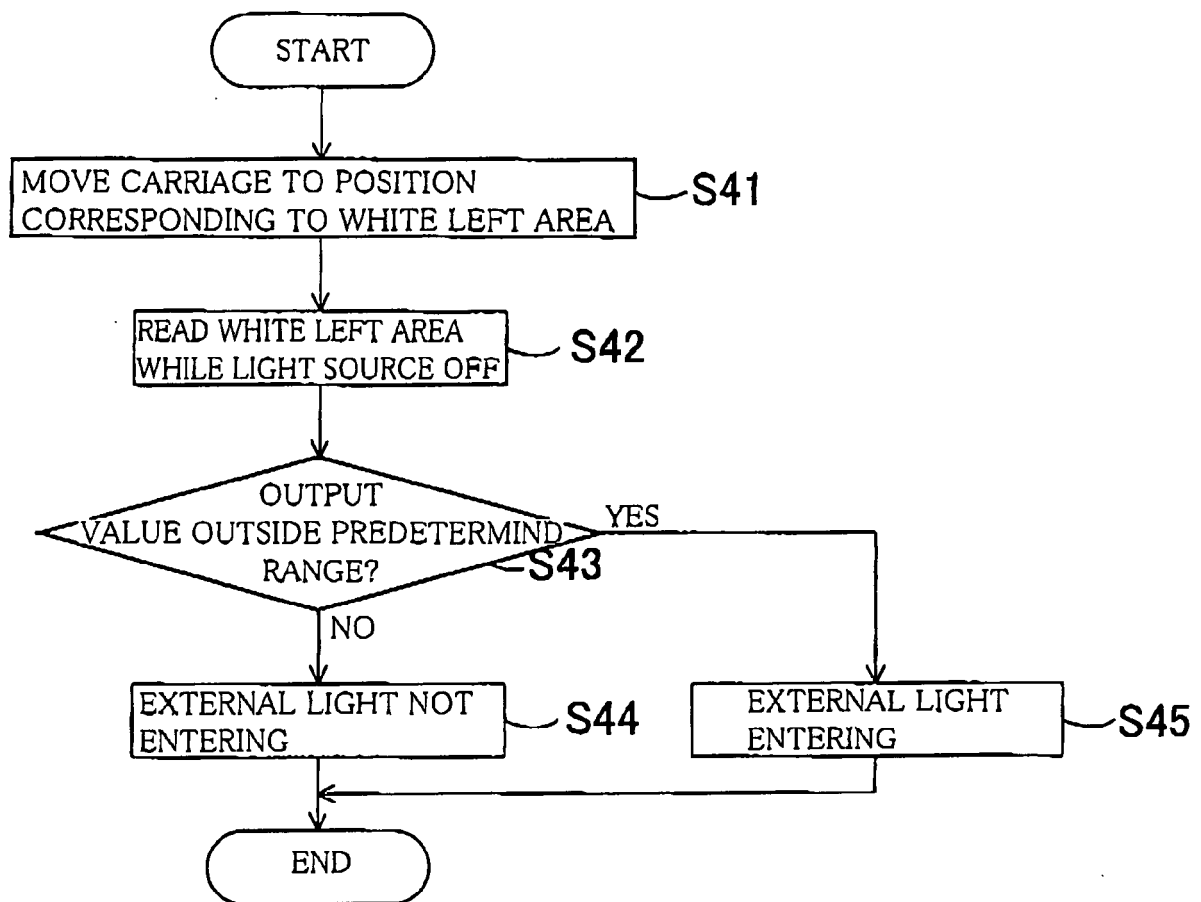 START
MOVE CARRIAGE TO POSITION
CORRESPONDING TO WHITE LEFT AREA
S41
READ WHITE LEFT AREA
WHILE LIGHT SOURCE OFF
S42
OUTPUT
VALUE OUTSIDE PREDETERMIND
RANGE?
S43
YES
NO
EXTERNAL LIGHT NOT
ENTERING
S44
EXTERNAL LIGHT
ENTERING
S45
END